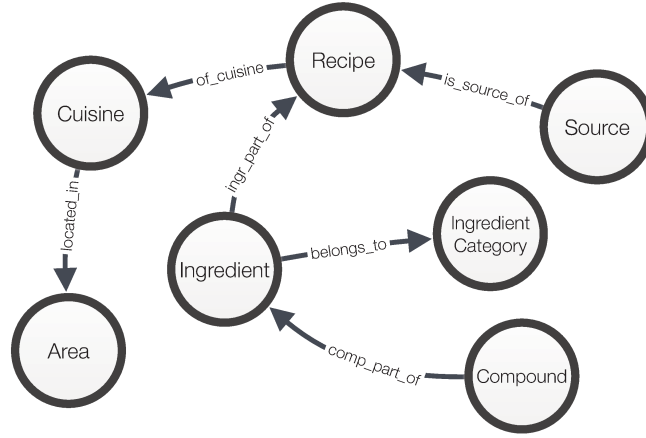 Recipe
of_cuisine
is_source_of
Cuisine
Source
ingr_part_of
located_in
Ingredient
Category
belongs_to
Ingredient
Area
comp_part_of
Compound